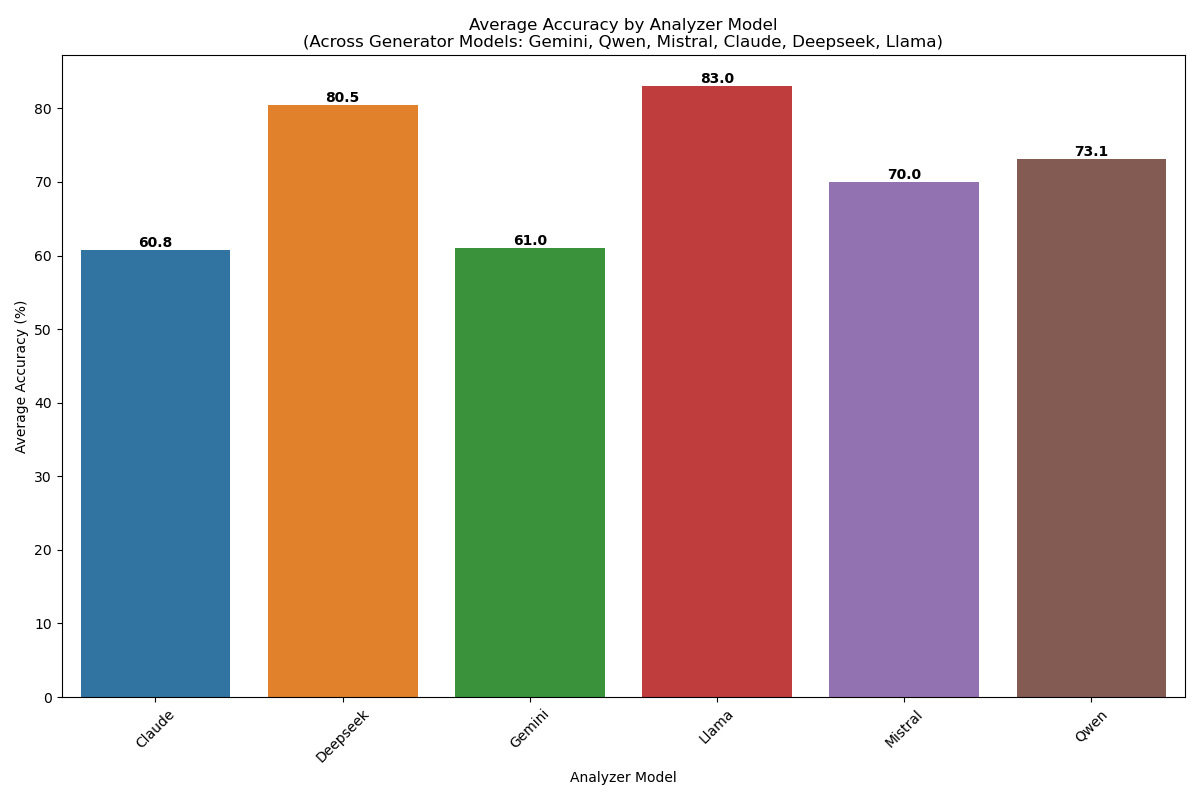 Average Accuracy by Analyzer Model
(Across Generator Models: Gemini, Qwen, Mistral, Claude, Deepseek, Llama)
83.0
80.5
80
73.1
70.0
70
60.8
61.0
60
50
40
30
20
10
0
Average Accuracy (%)
Claude
Deepseek
Gemini
Llama
Mistral
Qwen
Analyzer Model